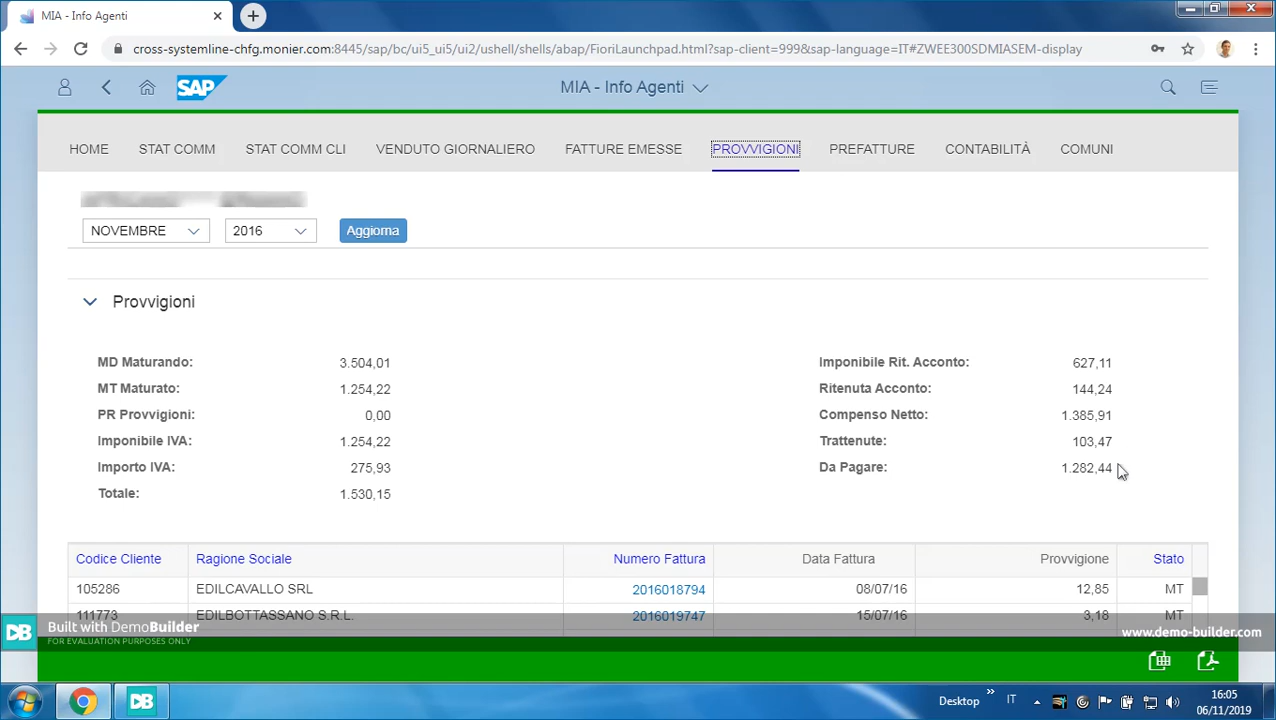 MIA - Info Agenti
cross-systemline-chfg.monier.com:8445/sap/bc/ui5_ui5/ui2/ushell/shells/abap/FioriLaunchpad.html?sap-client=999&sap-language=IT#ZWEE300SDMIASEM-display
SAP MIA - Info Agenti
HOME STAT COMM STAT COMM CLI VENDUTO GIORNALIERO FATTURE EMESSE PROVVIGIONI PREFATTURE CONTABILITÀ COMUNI
NOVEMBRE 2016 Aggiorna
Provvigioni
MD Maturando: 3.504,01 Imponibile Rit. Acconto: 627,11
MT Maturato: 1.254,22 Ritenuta Acconto: 144,24
PR Provvigioni: 0,00 Compenso Netto: 1.385,91
Imponibile IVA: 1.254,22 Trattenute: 103,47
Importo IVA: 275,93 Da Pagare: 1.282,44
Totale: 1.530,15
Codice Cliente Ragione Sociale Numero Fattura Data Fattura Provvigione Stato
105286 EDILCAVALLO SRL 2016018794 08/07/16 12,85 MT
111773 EDILBOTTASSANO S.R.L. 2016019747 15/07/16 3,18 MT
DB Built with DemoBuilder www.demo-builder.com
FOR EVALUATION PURPOSES ONLY
DB Desktop IT 16:05
06/11/2019